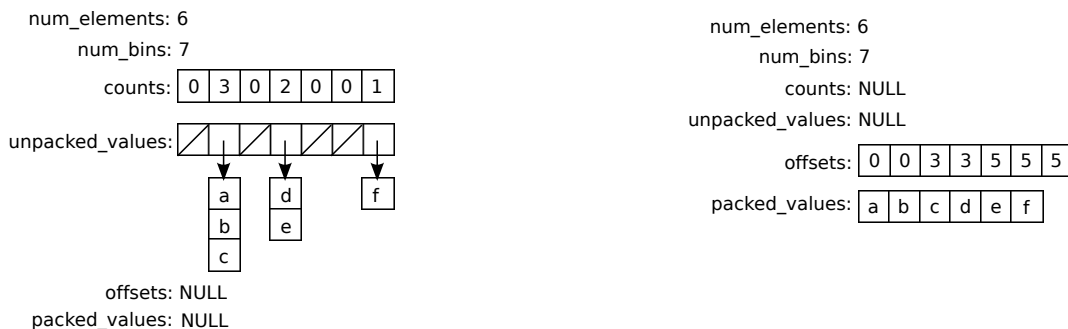 num_elements: 6
num_bins: 7
counts: 0 3 0 2 0 0 1
unpacked_values:
a d f
b e
c
offsets: NULL
packed_values: NULL
num_elements: 6
num_bins: 7
counts: NULL
unpacked_values: NULL
offsets: 0 0 3 3 5 5 5
packed_values: a b c d e f